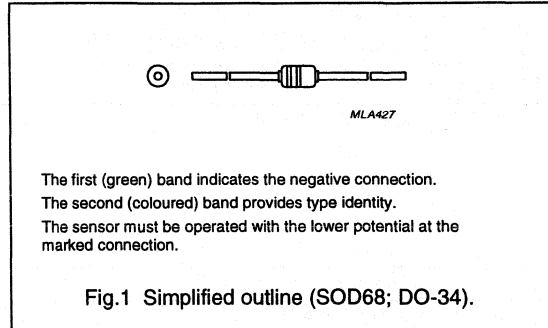 MLA427
The first (green) band indicates the negative connection.
The second (coloured) band provides type identity.
The sensor must be operated with the lower potential at the
marked connection.
Fig.1 Simplified outline (SOD68; DO-34).